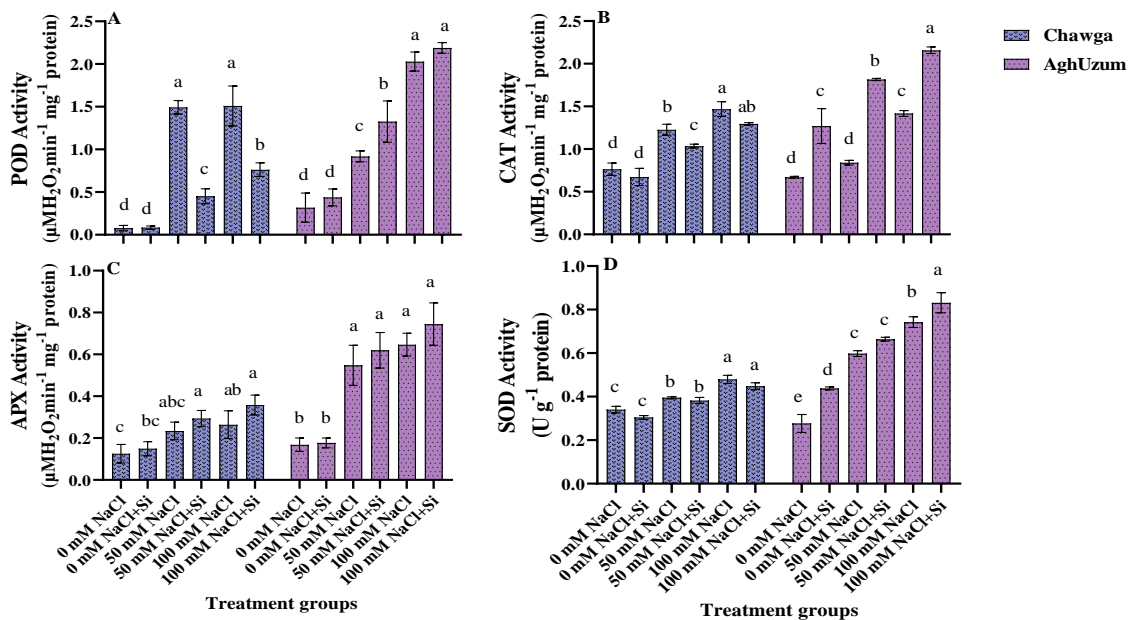 A
POD Activity
(µMH₂O₂min⁻¹ mg⁻¹ protein)
2.5
2.0
1.5
1.0
0.5
0.0
d d a c a b d d c b a a
B
CAT Activity
(µMH₂O₂min⁻¹ mg⁻¹ protein)
2.5
2.0
1.5
1.0
0.5
0.0
d d b c a ab d c d b c a
Chawga
AghUzum
C
APX Activity
(µMH₂O₂min⁻¹ mg⁻¹ protein)
1.0
0.8
0.6
0.4
0.2
0.0
c bc abc a ab a b b a a a a
0 mM NaCl
0 mM NaCl+Si
50 mM NaCl
50 mM NaCl+Si
100 mM NaCl
100 mM NaCl+Si
0 mM NaCl
0 mM NaCl+Si
50 mM NaCl
50 mM NaCl+Si
100 mM NaCl
100 mM NaCl+Si
Treatment groups
D
SOD Activity
(U g⁻¹ protein)
1.0
0.8
0.6
0.4
0.2
0.0
c c b b a a e d c c b a
0 mM NaCl
0 mM NaCl+Si
50 mM NaCl
50 mM NaCl+Si
100 mM NaCl
100 mM NaCl+Si
0 mM NaCl
0 mM NaCl+Si
50 mM NaCl
50 mM NaCl+Si
100 mM NaCl
100 mM NaCl+Si
Treatment groups